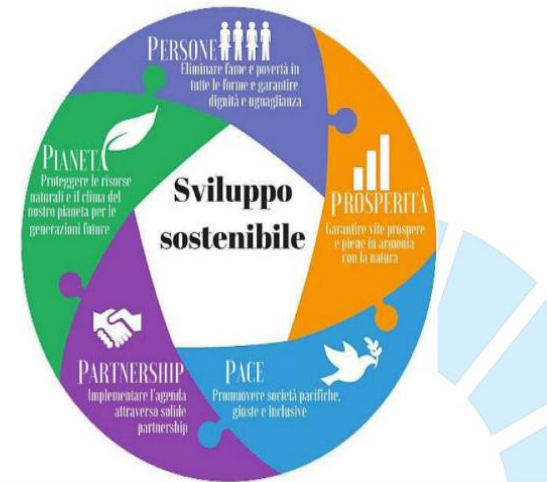 PERSONE
Eliminare fame e povertà in
tutte le forme e garantire
dignità e uguaglianza
PROSPERITÀ
Garantire vite prospere
e piene in armonia
con la natura
PACE
Promuovere società pacifiche,
giuste e inclusive
PARTNERSHIP
Implementare l'agenda
attraverso solide
partnership
PIANETA
Proteggere le risorse
naturali e il clima del
nostro pianeta per le
generazioni future
Sviluppo
sostenibile